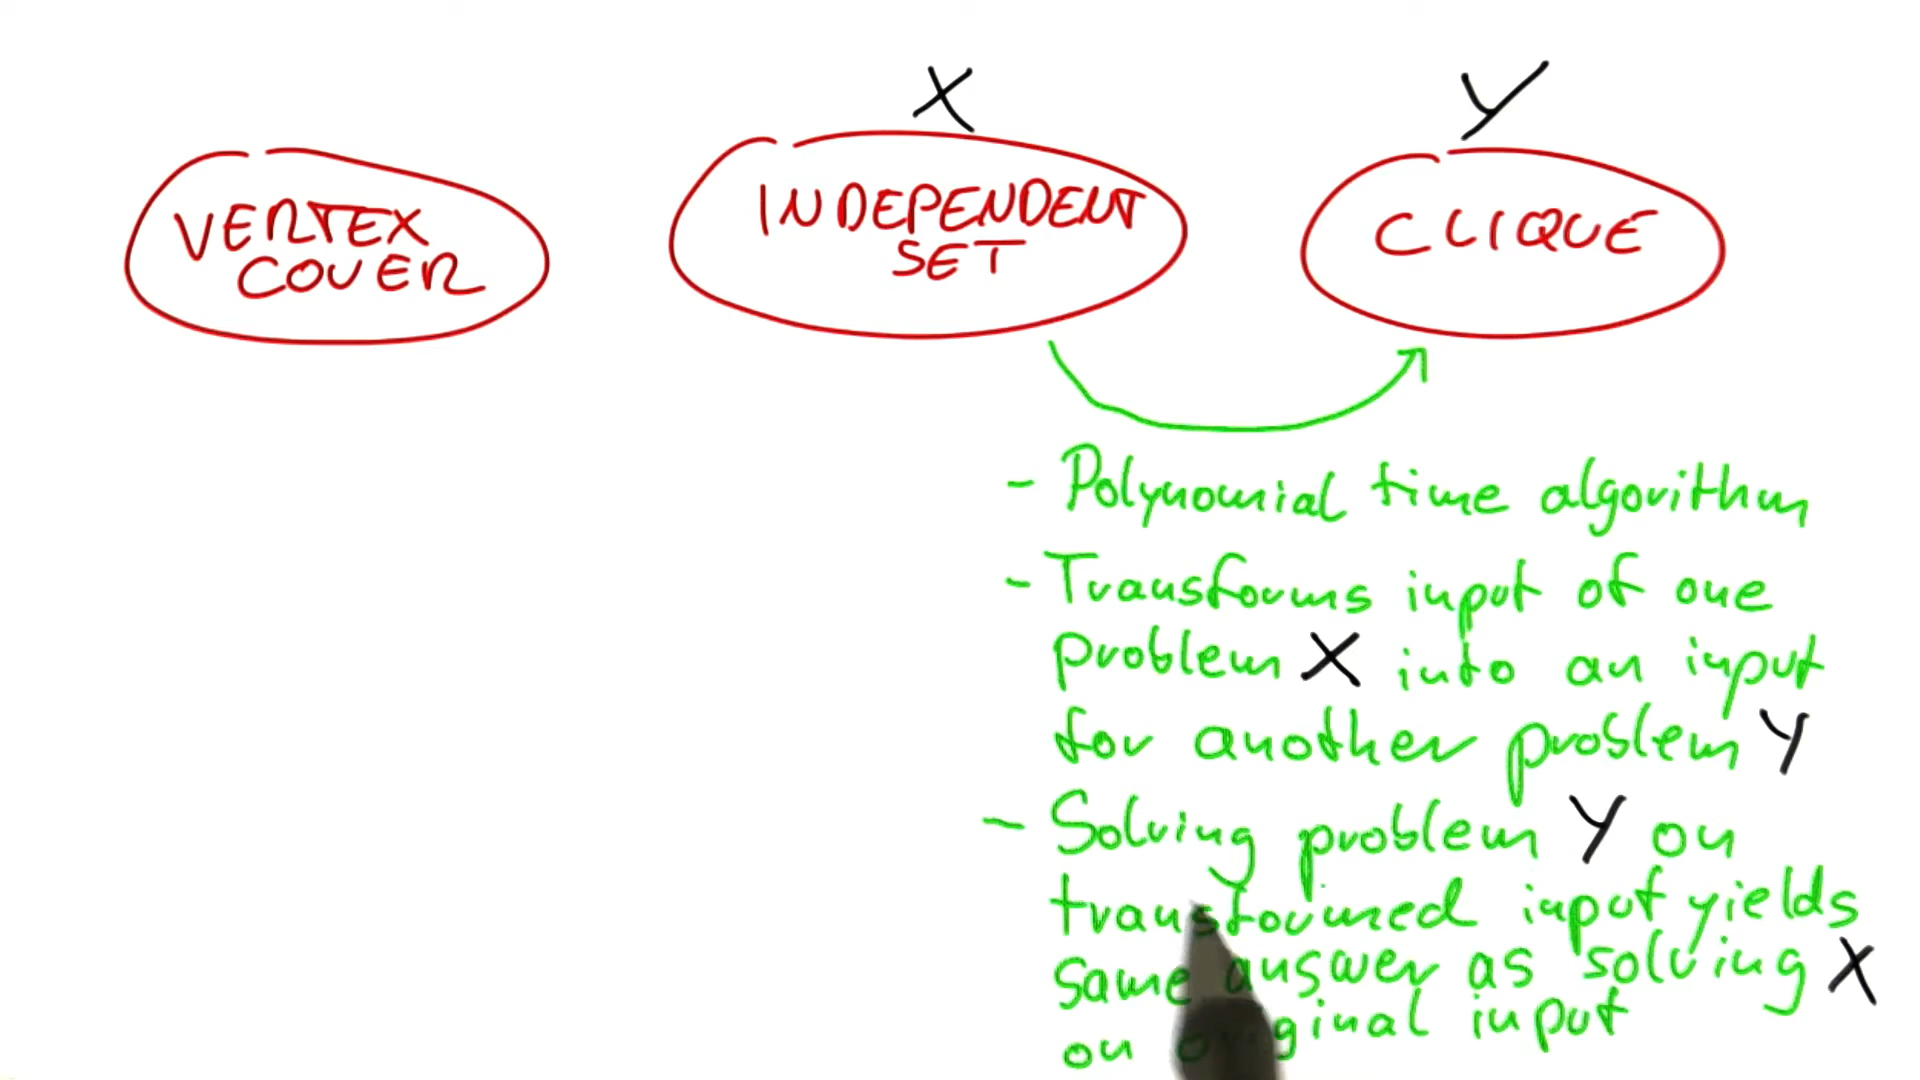 X
Y
VERTEX
COVER
INDEPENDENT
SET
CLIQUE
- Polynomial time algorithm
- Transforms input of one
problem X into an input
for another problem Y
- Solving problem Y on
transformed input yields
same answer as solving X
on original input